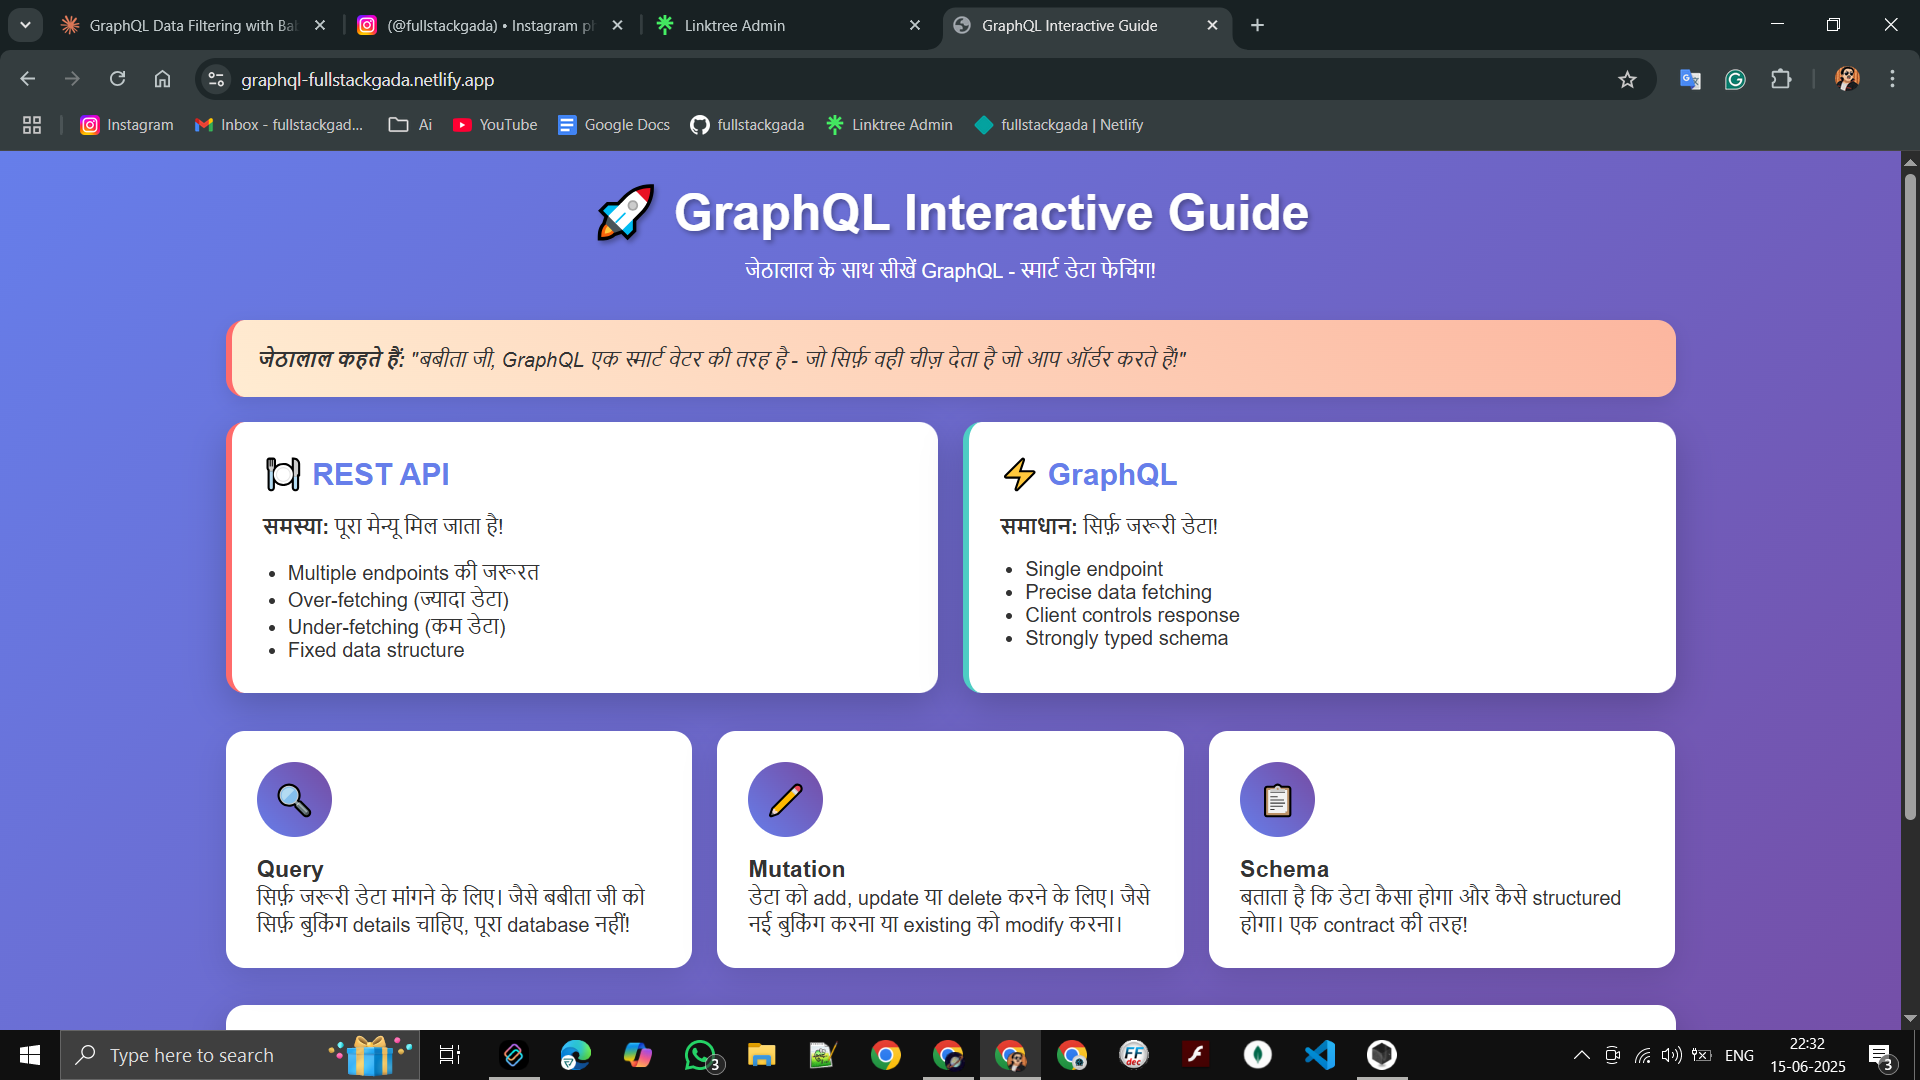 GraphQL Data Filtering with Bab
(@fullstackgada) • Instagram ph
Linktree Admin
GraphQL Interactive Guide
graphql-fullstackgada.netlify.app
Instagram
Inbox - fullstackgad...
Ai
YouTube
Google Docs
fullstackgada
Linktree Admin
fullstackgada | Netlify
🚀 GraphQL Interactive Guide
जेठालाल के साथ सीखें GraphQL - स्मार्ट डेटा फेचिंग!
जेठालाल कहते हैं: "बबीता जी, GraphQL एक स्मार्ट वेटर की तरह है - जो सिर्फ़ वही चीज़ देता है जो आप ऑर्डर करते हैं!"
🍽️ REST API
समस्या: पूरा मेन्यू मिल जाता है!
• Multiple endpoints की जरूरत
• Over-fetching (ज्यादा डेटा)
• Under-fetching (कम डेटा)
• Fixed data structure
⚡ GraphQL
समाधान: सिर्फ़ जरूरी डेटा!
• Single endpoint
• Precise data fetching
• Client controls response
• Strongly typed schema
Query
सिर्फ़ जरूरी डेटा मांगने के लिए। जैसे बबीता जी को
सिर्फ़ बुकिंग details चाहिए, पूरा database नहीं!
Mutation
डेटा को add, update या delete करने के लिए। जैसे
नई बुकिंग करना या existing को modify करना।
Schema
बताता है कि डेटा कैसा होगा और कैसे structured
होगा। एक contract की तरह!
Type here to search
3
FF
dec
ENG
22:32
15-06-2025
3